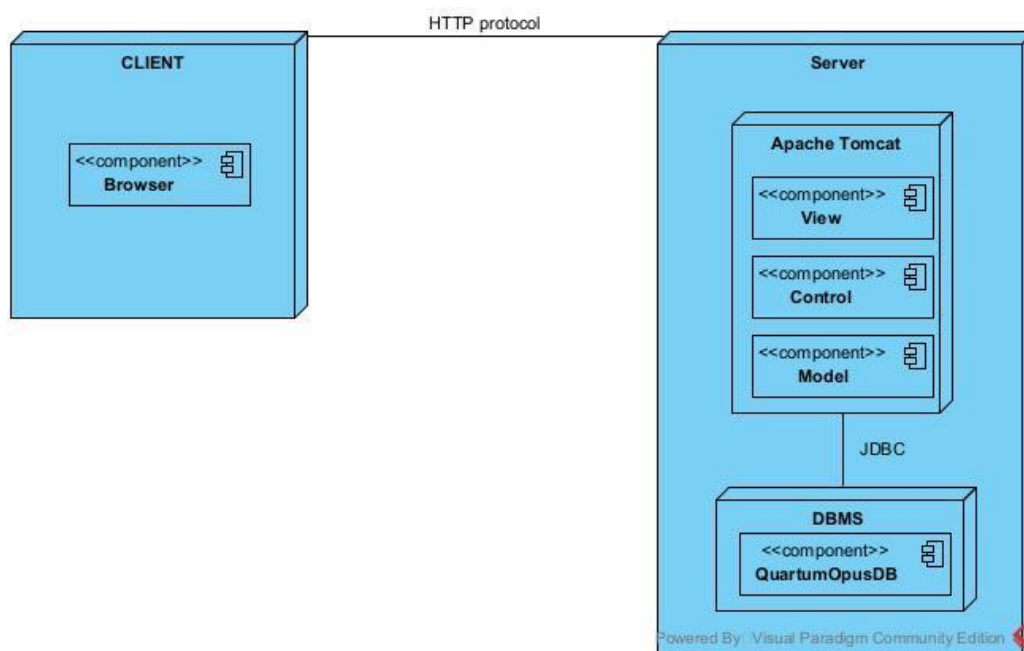 HTTP protocol
CLIENT
<<component>>
Browser
Server
Apache Tomcat
<<component>>
View
<<component>>
Control
<<component>>
Model
JDBC
DBMS
<<component>>
QuartumOpusDB
Powered By Visual Paradigm Community Edition